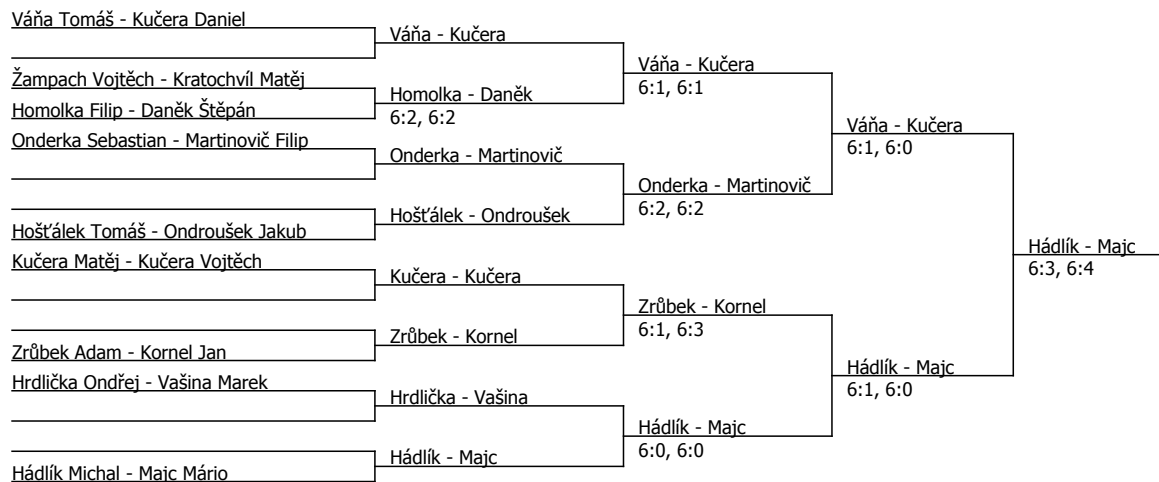 Váňa Tomáš - Kučera Daniel
Žampach Vojtěch - Kratochvíl Matěj
Homolka Filip - Daněk Štěpán
Onderka Sebastian - Martinovič Filip
Hošťálek Tomáš - Ondroušek Jakub
Kučera Matěj - Kučera Vojtěch
Zrůbek Adam - Kornel Jan
Hrdlička Ondřej - Vašina Marek
Hádlík Michal - Majc Mário
Váňa - Kučera
Homolka - Daněk
6:2, 6:2
Onderka - Martinovič
Hošťálek - Ondroušek
Kučera - Kučera
Zrůbek - Kornel
Hrdlička - Vašina
Hádlík - Majc
Váňa - Kučera
6:1, 6:1
Onderka - Martinovič
6:2, 6:2
Zrůbek - Kornel
6:1, 6:3
Hádlík - Majc
6:0, 6:0
Váňa - Kučera
6:1, 6:0
Hádlík - Majc
6:1, 6:0
Hádlík - Majc
6:3, 6:4